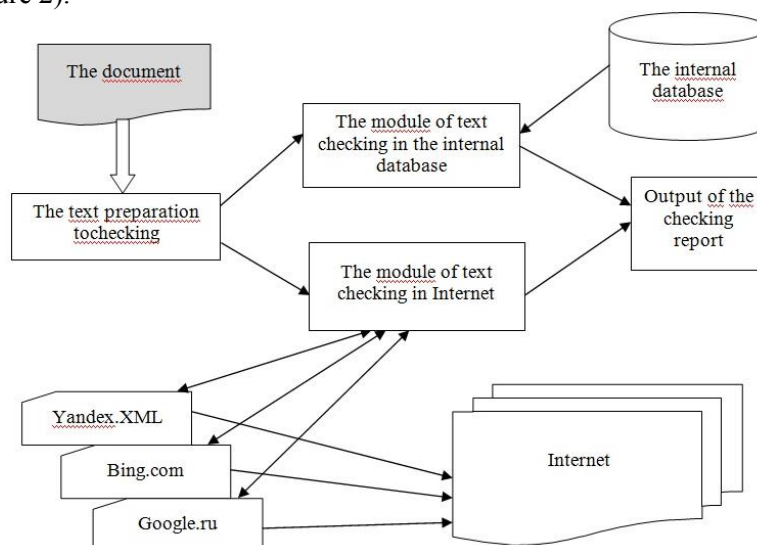 The document
The internal
database
The module of text
checking in the internal
database
The text preparation
tochecking
Output of the
checking
report
The module of text
checking in Internet
Yandex.XML
Bing.com
Google.ru
Internet